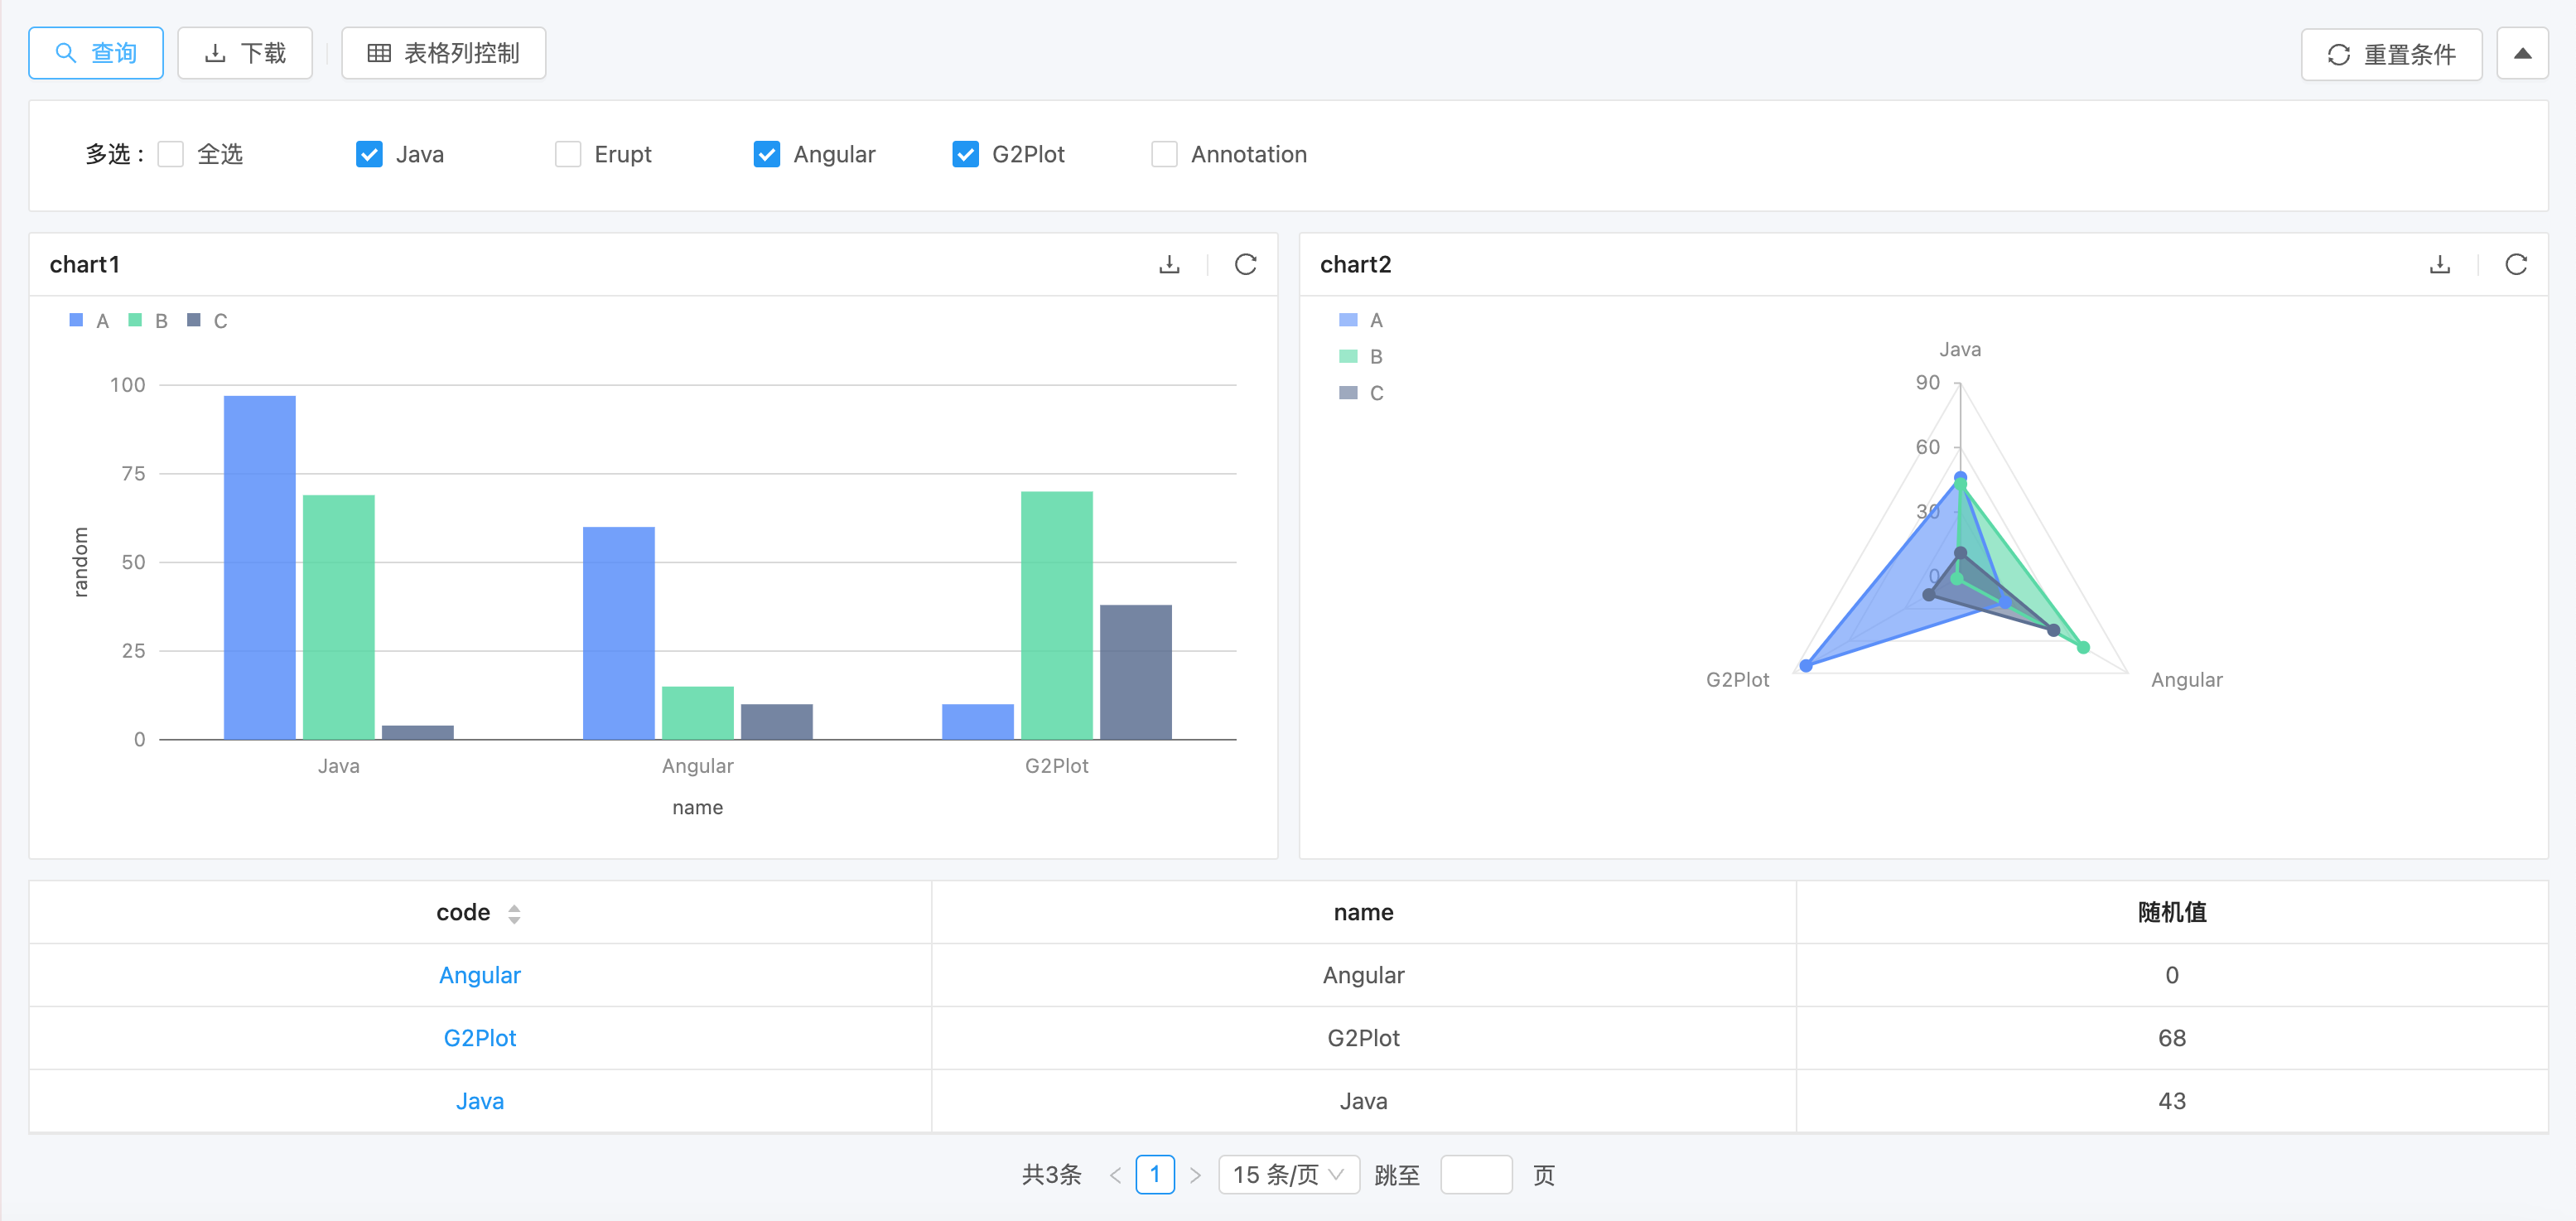 查询 下载 表格列控制 重置条件
多选 : 全选 Java Erupt Angular G2Plot Annotation
chart1
A B C
100
75
50
25
0
random
Java Angular G2Plot
name
chart2
A
B
C
Java
90
60
30
0
G2Plot Angular
code name 随机值
Angular Angular 0
G2Plot G2Plot 68
Java Java 43
共3条 < 1 > 15 条/页 跳至 页